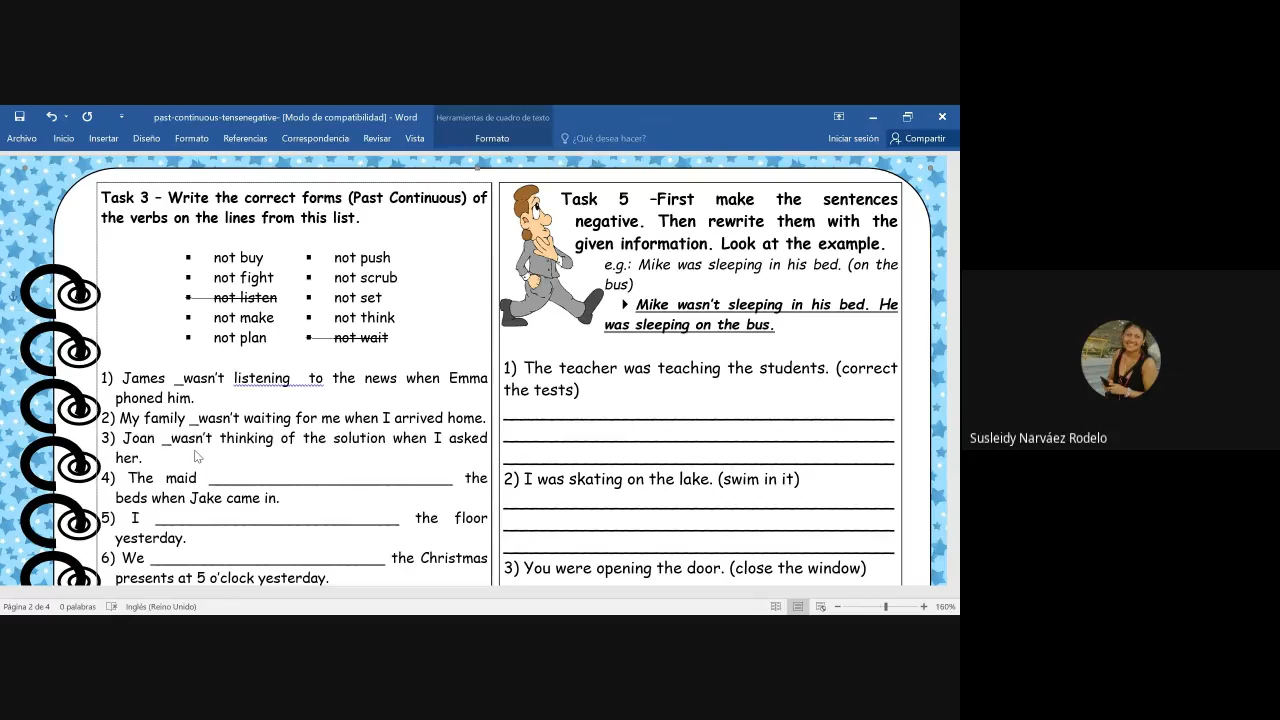 past-continuous-tensenegative- [Modo de compatibilidad] - Word
Herramientas de cuadro de texto
Archivo Inicio Insertar Diseño Formato Referencias Correspondencia Revisar Vista Formato ¿Qué desea hacer? Iniciar sesión Compartir
Task 3 – Write the correct forms (Past Continuous) of
the verbs on the lines from this list.
not buy not push
not fight not scrub
not listen not set
not make not think
not plan not wait
1) James _wasn't listening to the news when Emma
phoned him.
2) My family _wasn't waiting for me when I arrived home.
3) Joan _wasn't thinking of the solution when I asked
her.
4) The maid ______________________________ the
beds when Jake came in.
5) I ______________________________ the floor
yesterday.
6) We _____________________________ the Christmas
presents at 5 o'clock yesterday.
Task 5 –First make the sentences
negative. Then rewrite them with the
given information. Look at the example.
e.g.: Mike was sleeping in his bed. (on the
bus)
Mike wasn't sleeping in his bed. He
was sleeping on the bus.
1) The teacher was teaching the students. (correct
the tests)
2) I was skating on the lake. (swim in it)
3) You were opening the door. (close the window)
Página 2 de 4 0 palabras Inglés (Reino Unido) 160%
Susleidy Narváez Rodelo